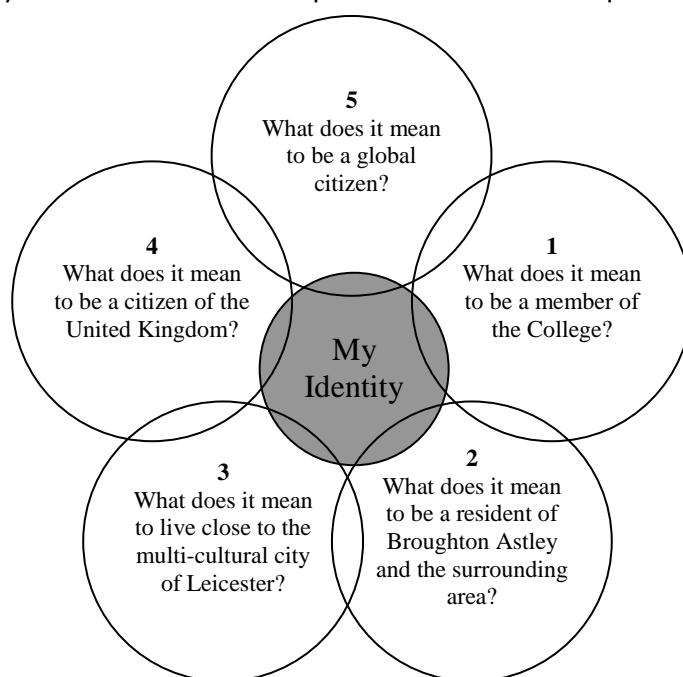 5
What does it mean
to be a global
citizen?
4
What does it mean
to be a citizen of the
United Kingdom?
1
What does it mean
to be a member of
the College?
My
Identity
3
What does it mean
to live close to the
multi-cultural city
of Leicester?
2
What does it mean
to be a resident of
Broughton Astley
and the surrounding
area?